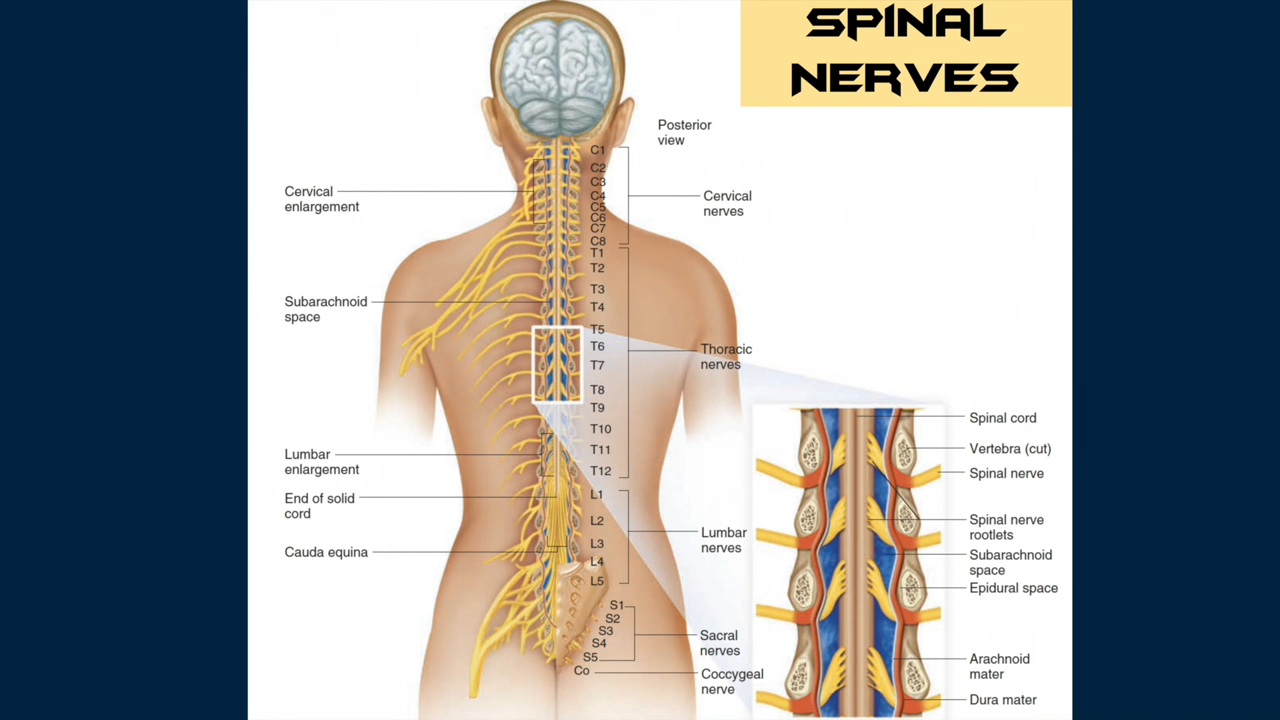 SPINAL
NERVES
Posterior
view
Cervical
enlargement
Subarachnoid
space
Lumbar
enlargement
End of solid
cord
Cauda equina
C1
C2
C3
C4
C5
C6
C7
C8
T1
T2
T3
T4
T5
T6
T7
T8
T9
T10
T11
T12
L1
L2
L3
L4
L5
S1
S2
S3
S4
S5
Co
Cervical
nerves
Thoracic
nerves
Lumbar
nerves
Sacral
nerves
Coccygeal
nerve
Spinal cord
Vertebra (cut)
Spinal nerve
Spinal nerve
rootlets
Subarachnoid
space
Epidural space
Arachnoid
mater
Dura mater